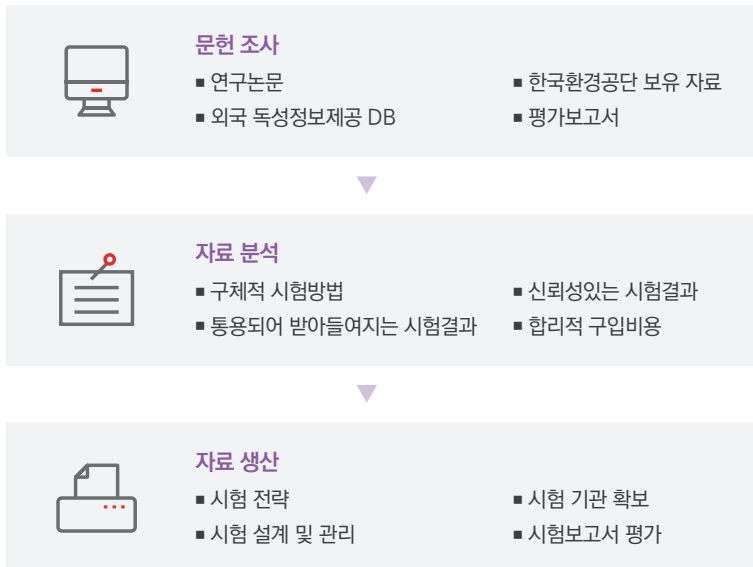 문헌 조사
■ 연구논문
■ 한국환경공단 보유 자료
■ 외국 독성정보제공 DB
■ 평가보고서
자료 분석
■ 구체적 시험방법
■ 신뢰성있는 시험결과
■ 통용되어 받아들여지는 시험결과
■ 합리적 구입비용
자료 생산
■ 시험 전략
■ 시험 기관 확보
■ 시험 설계 및 관리
■ 시험보고서 평가